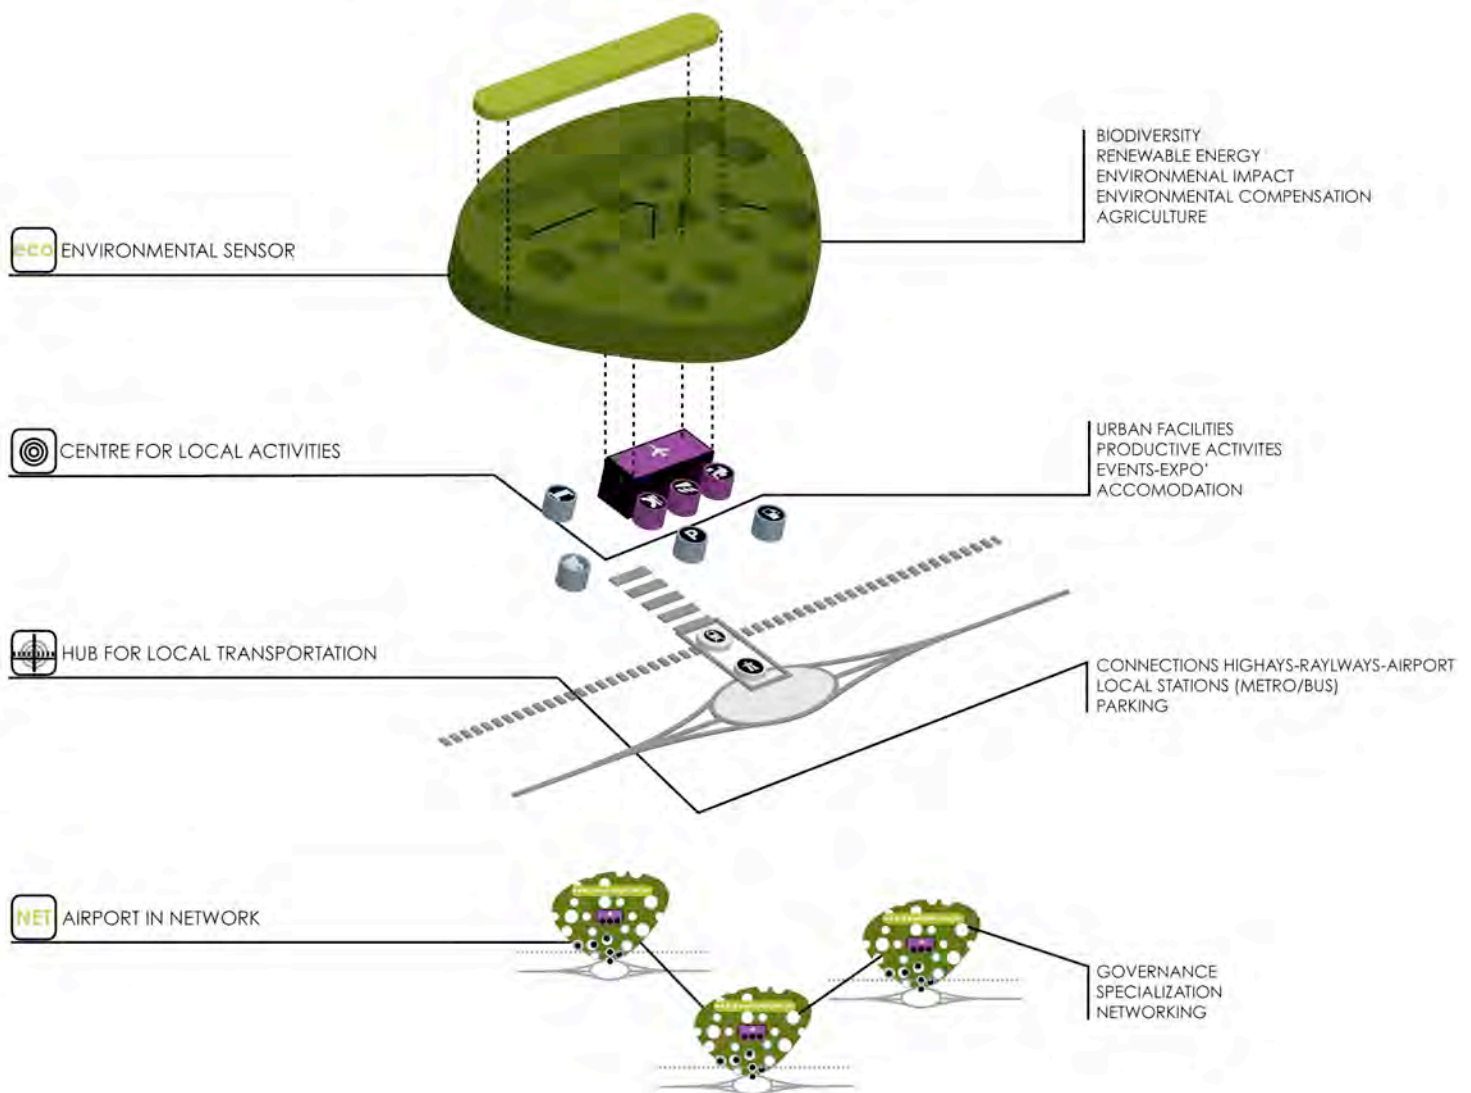 BIODIVERSITY
RENEWABLE ENERGY
ENVIRONMENAL IMPACT
ENVIRONMENTAL COMPENSATION
AGRICULTURE
eco ENVIRONMENTAL SENSOR
CENTRE FOR LOCAL ACTIVITIES
URBAN FACILITIES
PRODUCTIVE ACTIVITES
EVENTS-EXPO'
ACCOMODATION
P
HUB FOR LOCAL TRANSPORTATION
CONNECTIONS HIGHAYS-RAYLWAYS-AIRPORT
LOCAL STATIONS (METRO/BUS)
PARKING
NET AIRPORT IN NETWORK
GOVERNANCE
SPECIALIZATION
NETWORKING